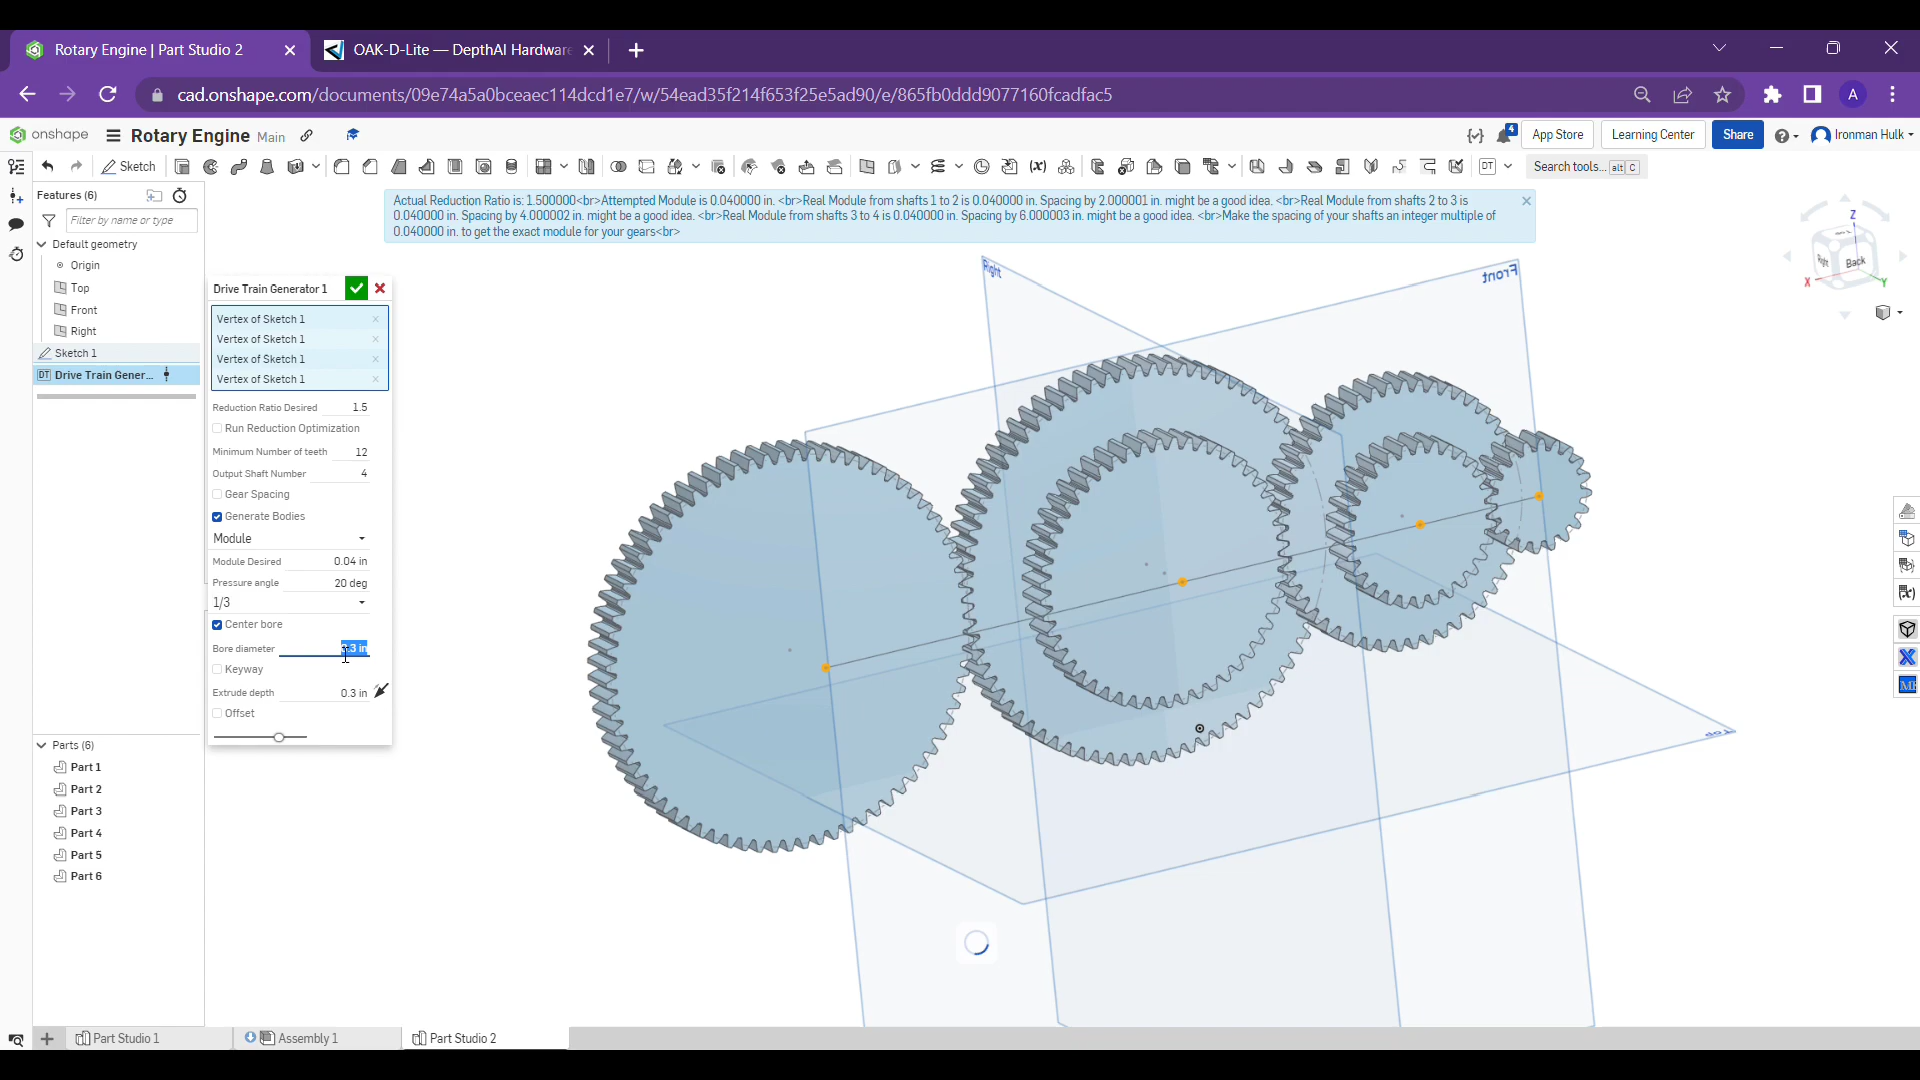 Rotary Engine | Part Studio 2
OAK-D-Lite — DepthAI Hardware
cad.onshape.com/documents/09e74a5a0bceaec114dcd1e7/w/54ead35f214f653f25e5ad90/e/865fb0ddd9077160fcadfac5
A
onshape
Rotary Engine Main
4
App Store
Learning Center
Share
Ironman Hulk
Sketch
DT
Search tools... alt C
Features (6)
Filter by name or type
Default geometry
Origin
Top
Front
Right
Sketch 1
DT Drive Train Gener...
Actual Reduction Ratio is: 1.500000<br>Attempted Module is 0.040000 in. <br>Real Module from shafts 1 to 2 is 0.040000 in. Spacing by 2.000001 in. might be a good idea. <br>Real Module from shafts 2 to 3 is
0.040000 in. Spacing by 4.000002 in. might be a good idea. <br>Real Module from shafts 3 to 4 is 0.040000 in. Spacing by 6.000003 in. might be a good idea. <br>Make the spacing of your shafts an integer multiple of
0.040000 in. to get the exact module for your gears<br>
Drive Train Generator 1
Vertex of Sketch 1
Vertex of Sketch 1
Vertex of Sketch 1
Vertex of Sketch 1
Reduction Ratio Desired 1.5
Run Reduction Optimization
Minimum Number of teeth 12
Output Shaft Number 4
Gear Spacing
Generate Bodies
Module
Module Desired 0.04 in
Pressure angle 20 deg
1/3
Center bore
Bore diameter 0.3 in
Keyway
Extrude depth 0.3 in
Offset
Right
Front
Top
Z
Top
Right
Back
X
Y
(x)
Parts (6)
Part 1
Part 2
Part 3
Part 4
Part 5
Part 6
Part Studio 1
Assembly 1
Part Studio 2